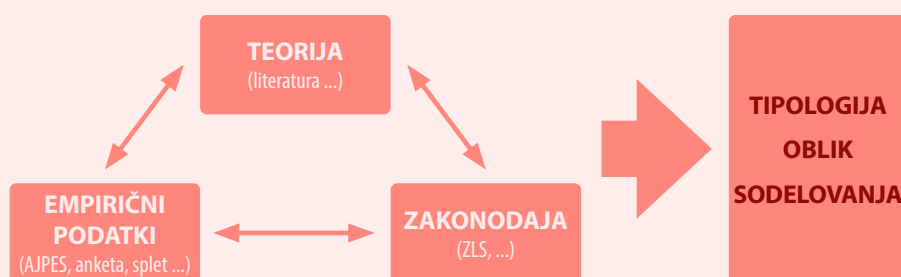 TEORIJA
(literatura ...)
EMPIRIČNI
PODATKI
(AJPES, anketa, splet ...)
ZAKONODAJA
(ZLS, ...)
TIPOLOGIJA
OBLIK
SODELOVANJA